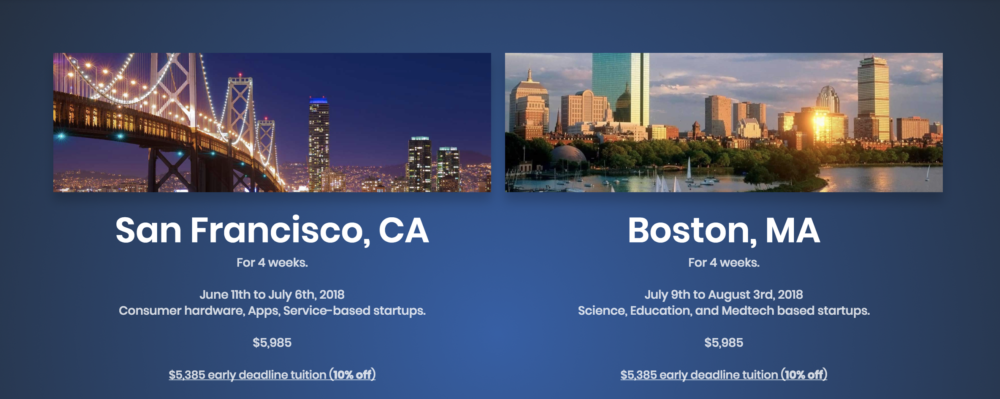 San Francisco, CA
For 4 weeks.
June 11th to July 6th, 2018
Consumer hardware, Apps, Service-based startups.
$5,985
$5,385 early deadline tuition (10% off)
Boston, MA
For 4 weeks.
July 9th to August 3rd, 2018
Science, Education, and Medtech based startups.
$5,985
$5,385 early deadline tuition (10% off)